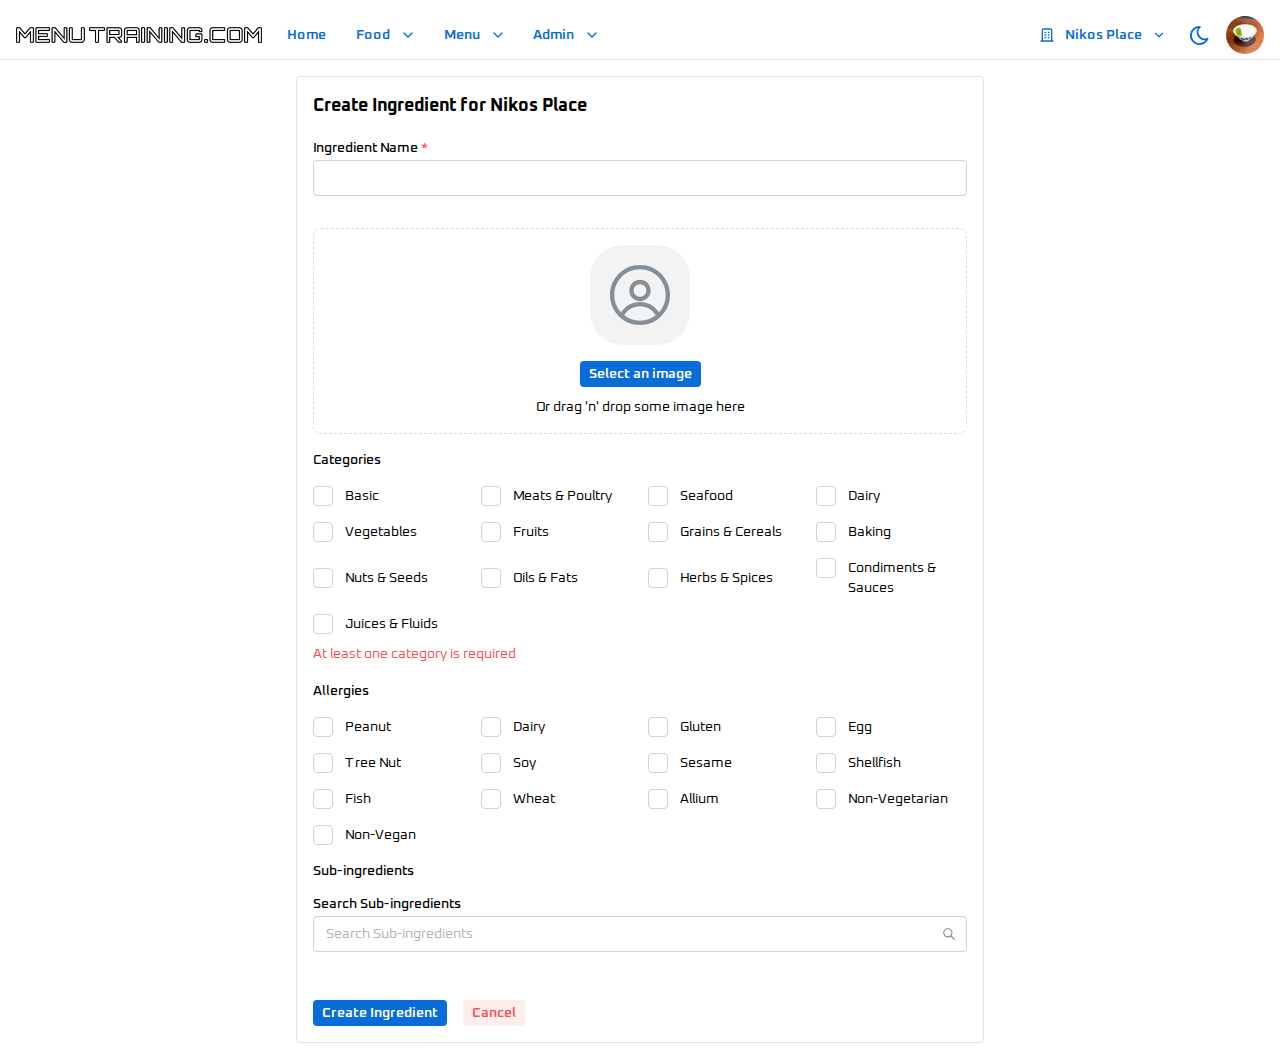 MENUTRAINING.COM Home Food Menu Admin Nikos Place
Create Ingredient for Nikos Place
Ingredient Name *
Select an image
Or drag 'n' drop some image here
Categories
Basic Meats & Poultry Seafood Dairy
Vegetables Fruits Grains & Cereals Baking
Nuts & Seeds Oils & Fats Herbs & Spices Condiments & Sauces
Juices & Fluids
At least one category is required
Allergies
Peanut Dairy Gluten Egg
Tree Nut Soy Sesame Shellfish
Fish Wheat Allium Non-Vegetarian
Non-Vegan
Sub-ingredients
Search Sub-ingredients
Search Sub-ingredients
Create Ingredient Cancel